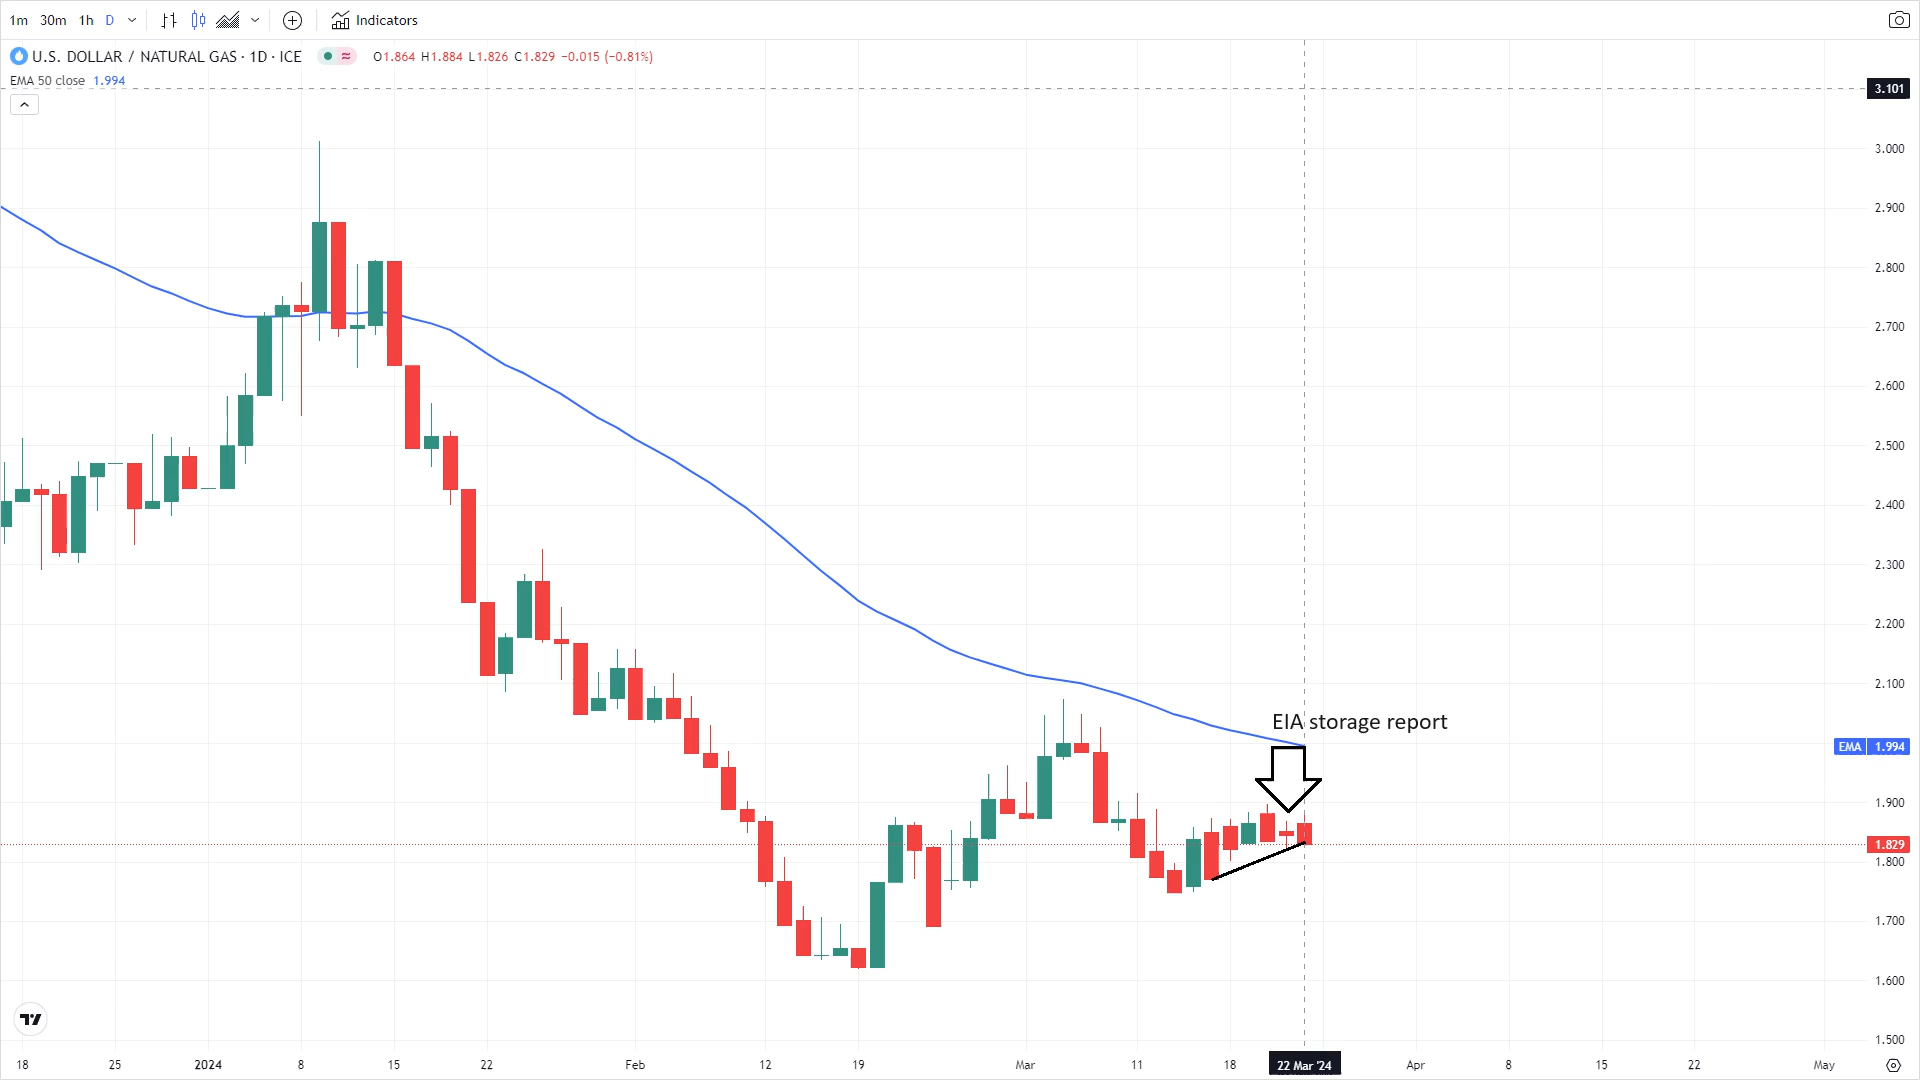 1m 30m 1h D Indicators
U.S. DOLLAR / NATURAL GAS · 1D · ICE O1.864 H1.884 L1.826 C1.829 −0.015 (−0.81%)
EMA 50 close 1.994
3.101
3.000
2.900
2.800
2.700
2.600
2.500
2.400
2.300
2.200
2.100
EIA storage report
EMA 1.994
1.900
1.829
1.800
1.700
1.600
1.500
18 25 2024 8 15 22 Feb 12 19 Mar 11 18 22 Mar '24 Apr 8 15 22 May